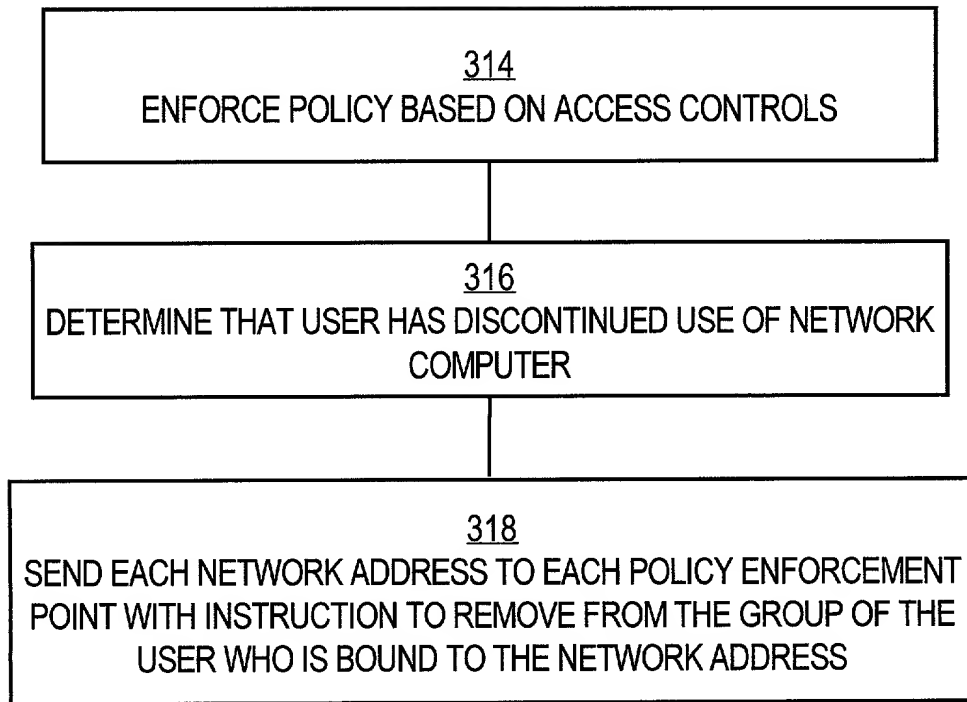 314
ENFORCE POLICY BASED ON ACCESS CONTROLS
316
DETERMINE THAT USER HAS DISCONTINUED USE OF NETWORK
COMPUTER
318
SEND EACH NETWORK ADDRESS TO EACH POLICY ENFORCEMENT
POINT WITH INSTRUCTION TO REMOVE FROM THE GROUP OF THE
USER WHO IS BOUND TO THE NETWORK ADDRESS